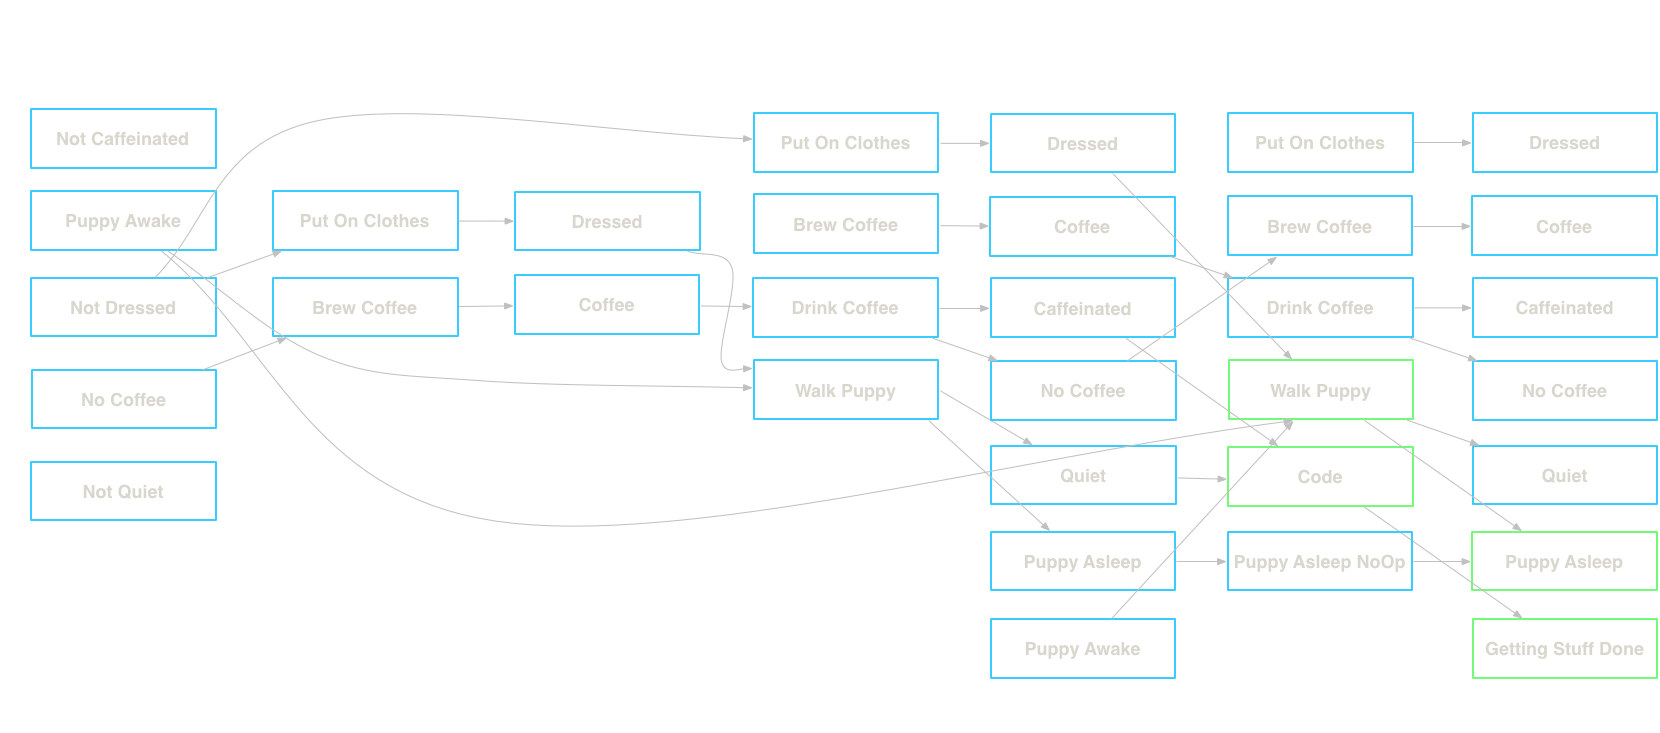 Not Caffeinated
Puppy Awake
Not Dressed
No Coffee
Not Quiet
Put On Clothes
Brew Coffee
Dressed
Coffee
Put On Clothes
Brew Coffee
Drink Coffee
Walk Puppy
Dressed
Coffee
Caffeinated
No Coffee
Quiet
Puppy Asleep
Puppy Awake
Put On Clothes
Brew Coffee
Drink Coffee
Walk Puppy
Code
Puppy Asleep NoOp
Dressed
Coffee
Caffeinated
No Coffee
Quiet
Puppy Asleep
Getting Stuff Done